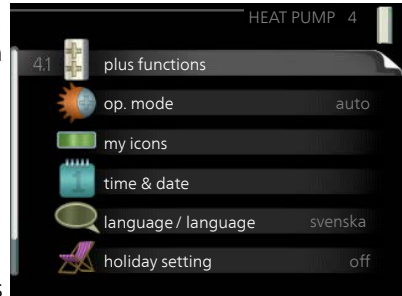 HEAT PUMP 4
4.1 plus functions
op. mode auto
my icons
1
time & date
language / language svenska
holiday setting off